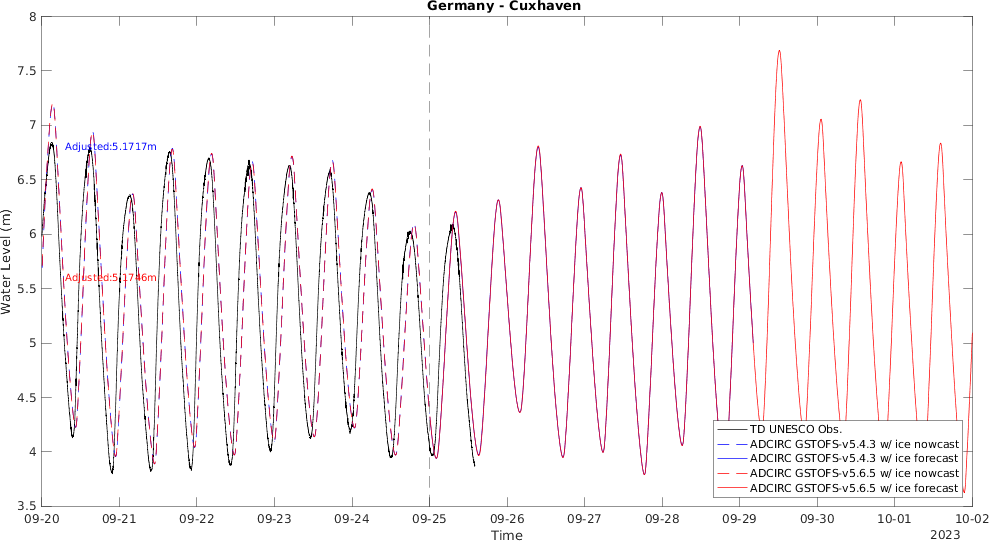 Germany - Cuxhaven
8
7.5
7
6.5
6
5.5
5
4.5
4
3.5
Water Level (m)
Adjusted:5.1717m
Adjusted:5.1746m
TD UNESCO Obs.
ADCIRC GSTOFS-v5.4.3 w/ ice nowcast
ADCIRC GSTOFS-v5.4.3 w/ ice forecast
ADCIRC GSTOFS-v5.6.5 w/ ice nowcast
ADCIRC GSTOFS-v5.6.5 w/ ice forecast
09-20 09-21 09-22 09-23 09-24 09-25 09-26 09-27 09-28 09-29 09-30 10-01 10-02
Time
2023